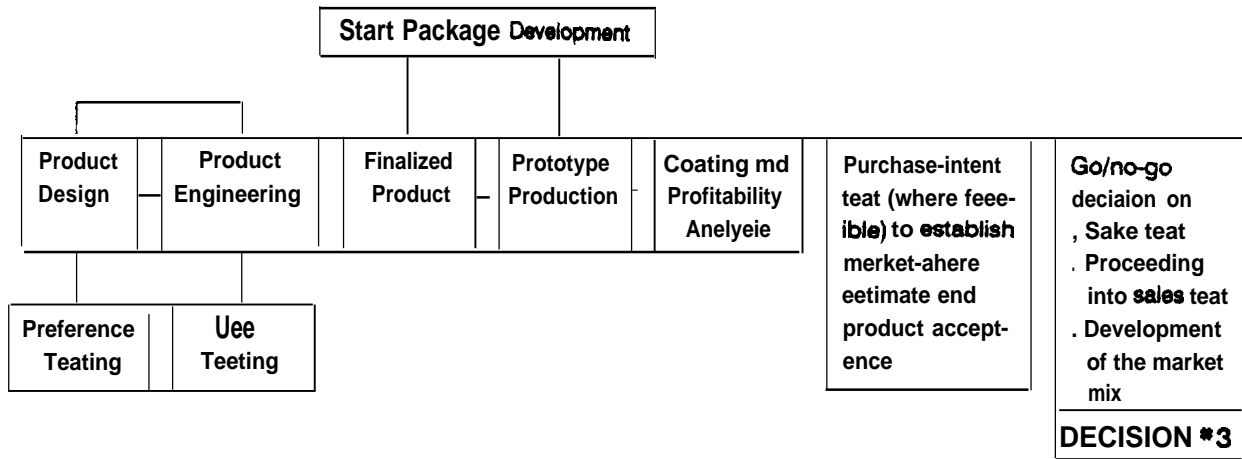 Start Package Development
Product
Design
—
Product
Engineering
Finalized
Product
–
Prototype
Production
-
Coating md
Profitability
Anelyeie
Purchase-intent
teat (where feee-
ible) to establish
merket-ahere
eetimate end
product accept-
ence
Go/no-go
decaion on
, Sake teat
. Proceeding
into sales teat
. Development
of the market
mix
DECISION *3
Preference
Teating
Uee
Teeting